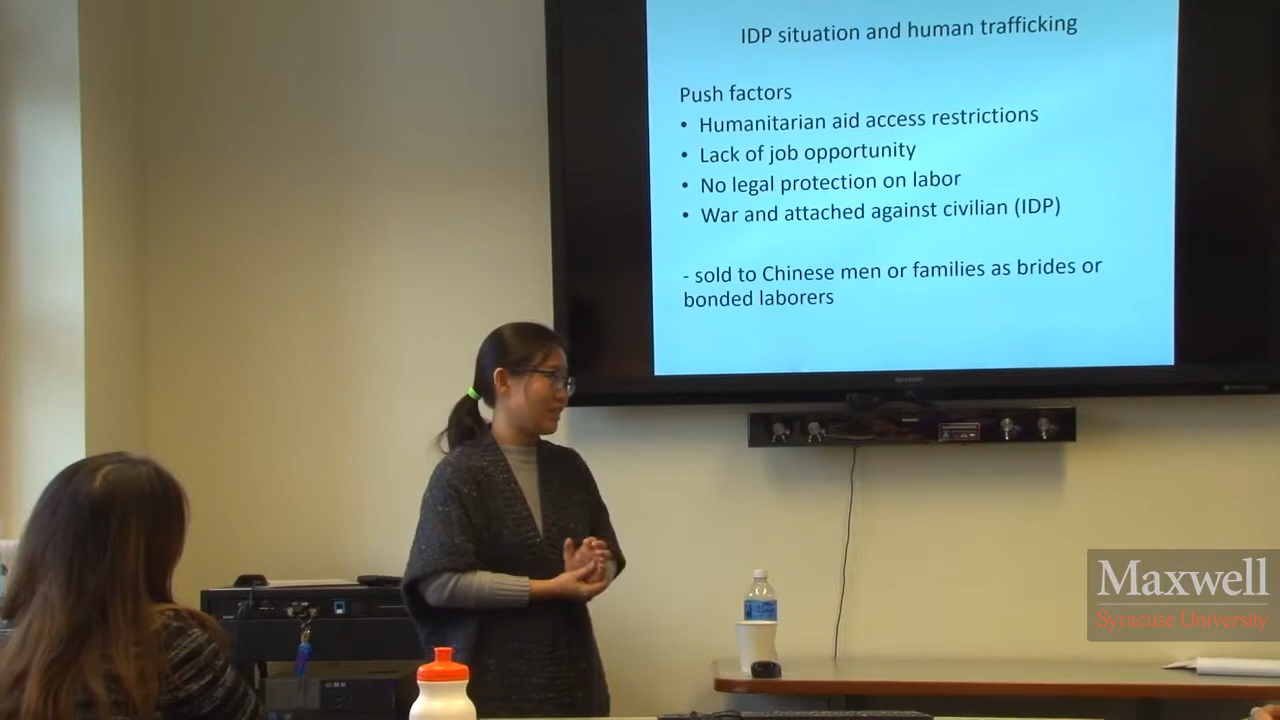 IDP situation and human trafficking
Push factors
• Humanitarian aid access restrictions
• Lack of job opportunity
• No legal protection on labor
• War and attached against civilian (IDP)
- sold to Chinese men or families as brides or
bonded laborers
SHARP
Maxwell
Syracuse University